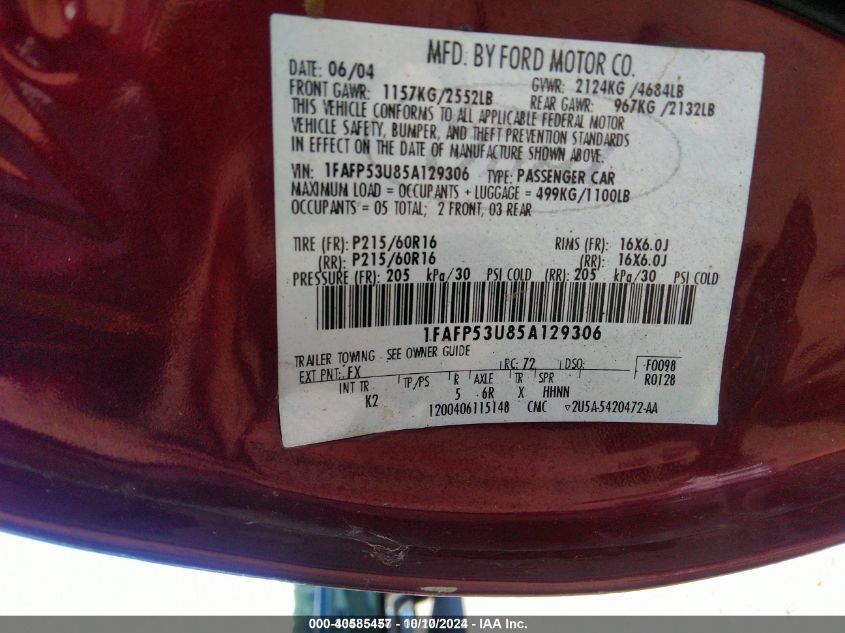 MFD. BY FORD MOTOR CO.
DATE: 06/04 GVWR: 2124KG /4684LB
FRONT GAWR: 1157KG/2552LB REAR GAWR: 967KG /2132LB
THIS VEHICLE CONFORMS TO ALL APPLICABLE FEDERAL MOTOR
VEHICLE SAFETY, BUMPER, AND THEFT PREVENTION STANDARDS
IN EFFECT ON THE DATE OF MANUFACTURE SHOWN ABOVE.
VIN: 1FAFP53U85A129306 TYPE: PASSENGER CAR
MAXIMUM LOAD = OCCUPANTS + LUGGAGE = 499KG/1100LB
OCCUPANTS = 05 TOTAL; 2 FRONT, 03 REAR
TIRE (FR): P215/60R16 RIMS (FR): 16X6.0J
(RR): P215/60R16 (RR): 16X6.0J
PRESSURE (FR): 205 kPa/30 PSI COLD (RR): 205 kPa/30 PSI COLD
1FAFP53U85A129306
TRAILER TOWING - SEE OWNER GUIDE
EXT PNT: FX RC: 72 DSO: F0098
INT TR TP/PS R AXLE TR SPR R0128
K2 5 6R X HHNN
1200406115148 CMC ▽2U5A-5420472-AA
000-40585457 - 10/10/2024 - IAA Inc.